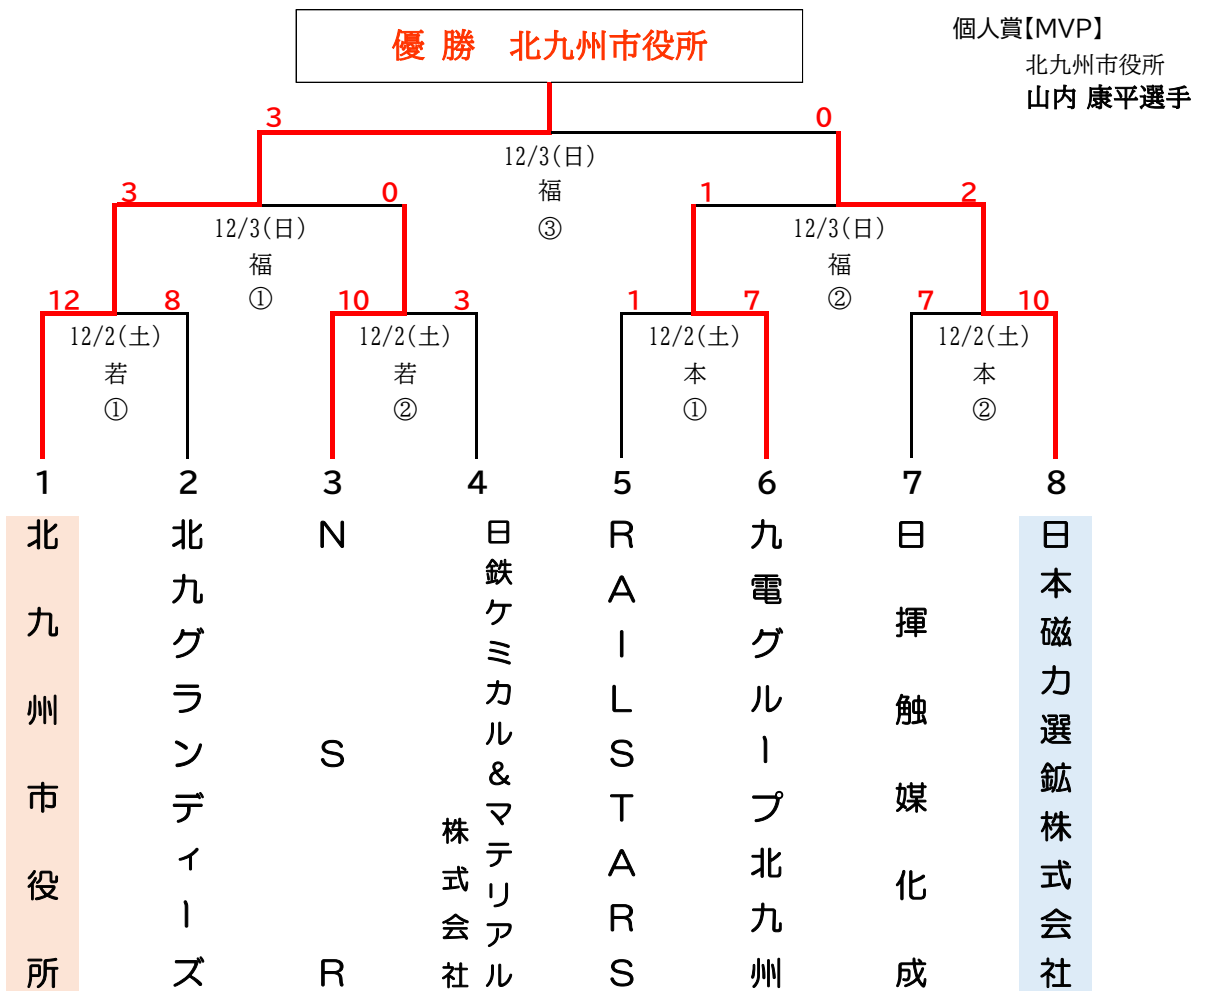 優 勝　北九州市役所
個人賞【MVP】
北九州市役所
山内 康平選手
3
0
12/3(日)
福
③
3
0
1
2
12/3(日)
福
①
12/3(日)
福
②
12
8
10
3
1
7
7
10
12/2(土)
若
①
12/2(土)
若
②
12/2(土)
本
①
12/2(土)
本
②
1
2
3
4
5
6
7
8
北九州市役所
北九グランディーズ
NSR
日鉄ケミカル&マテリアル
株式会社
RAILSTARS
九電グループ北九州
日揮触媒化成
日本磁力選鉱株式会社